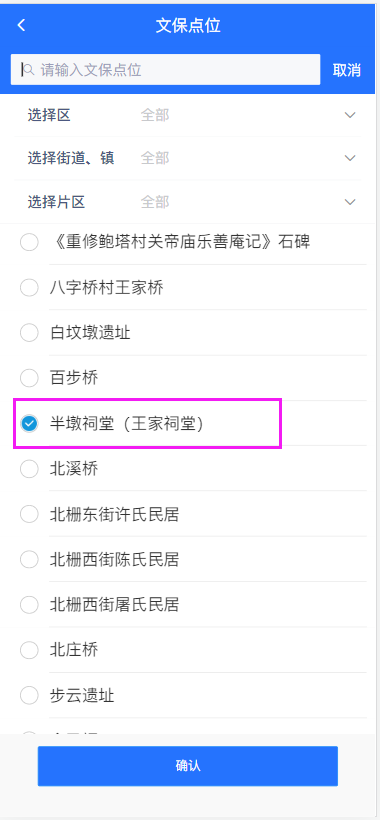 文保点位
请输入文保点位 取消
选择区 全部
选择街道、镇 全部
选择片区 全部
《重修鲍塔村关帝庙乐善庵记》石碑
八字桥村王家桥
白坟墩遗址
百步桥
半墩祠堂（王家祠堂）
北溪桥
北栅东街许氏民居
北栅西街陈氏民居
北栅西街屠氏民居
北庄桥
步云遗址
确认